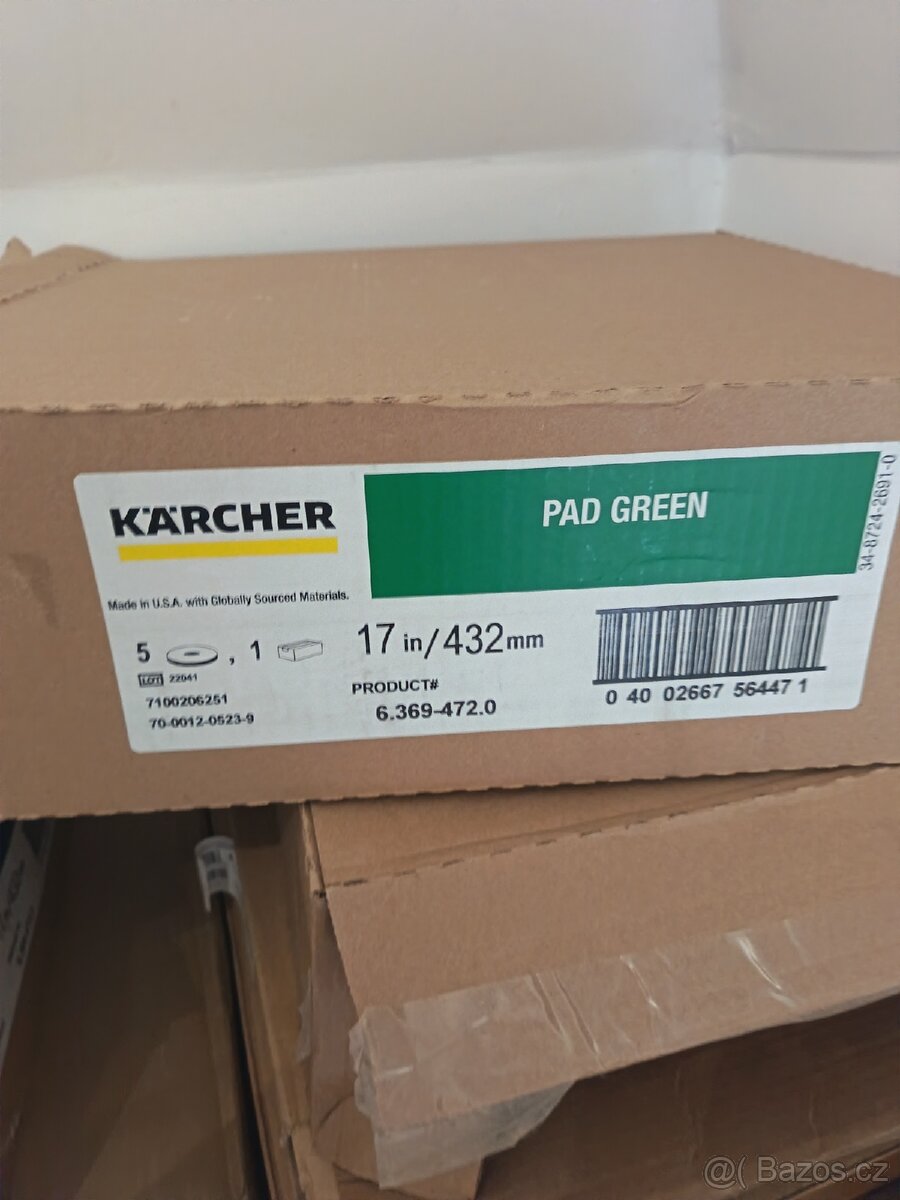 KÄRCHER
PAD GREEN
34-8724-2691-0
Made in U.S.A. with Globally Sourced Materials.
5 , 1
17 in/432mm
LOT 22041
7100206251
70-0012-0523-9
PRODUCT#
6.369-472.0
0 40 02667 56447 1
@( Bazos.cz